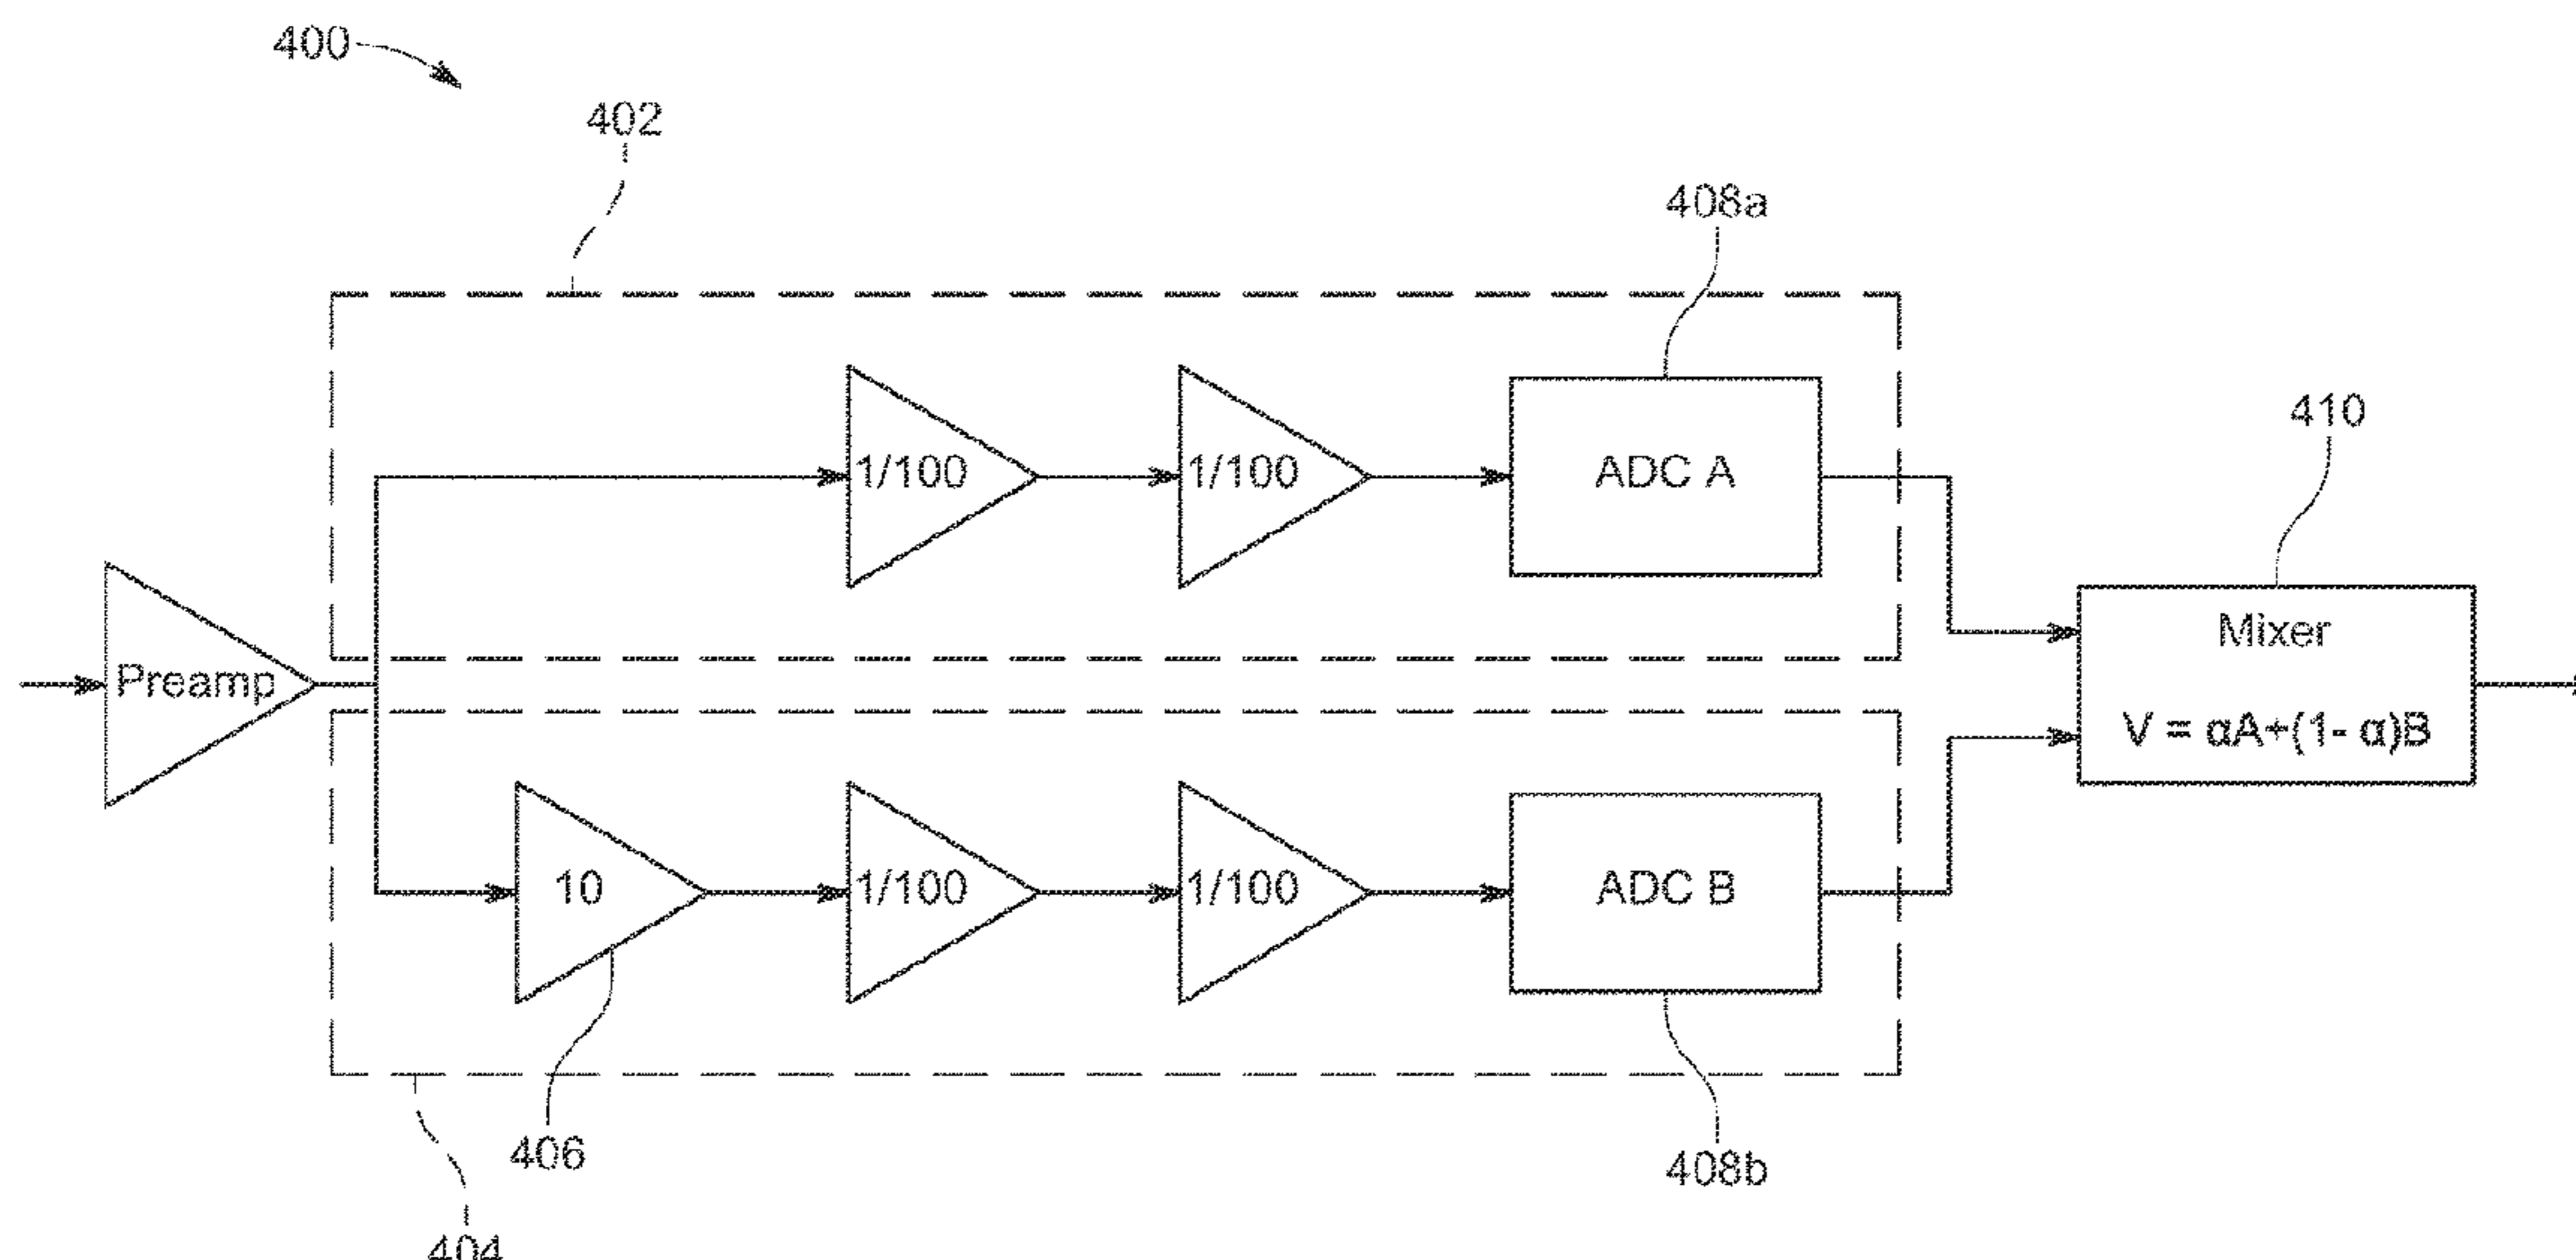 400
402
408a
410
1/100
1/100
ADC A
Mixer
V = αA+(1- α)B
Preamp
10
1/100
1/100
ADC B
406
408b
404